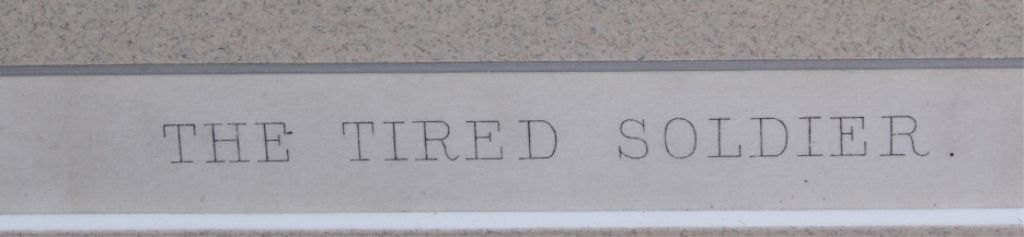 THE TIRED SOLDIER.